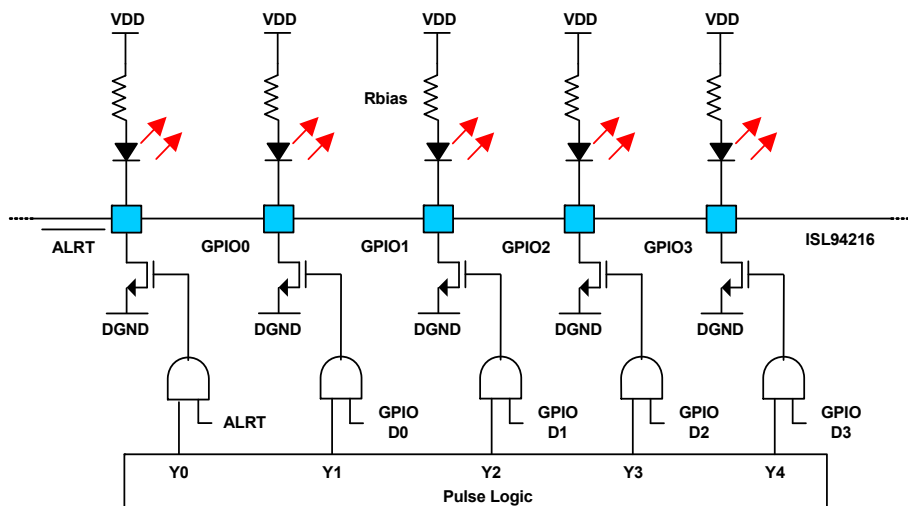 VDD VDD VDD VDD VDD
Rbias
ALRT GPIO0 GPIO1 GPIO2 GPIO3 ISL94216
DGND DGND DGND DGND DGND
ALRT GPIO D0 GPIO D1 GPIO D2 GPIO D3
Y0 Y1 Y2 Y3 Y4
Pulse Logic